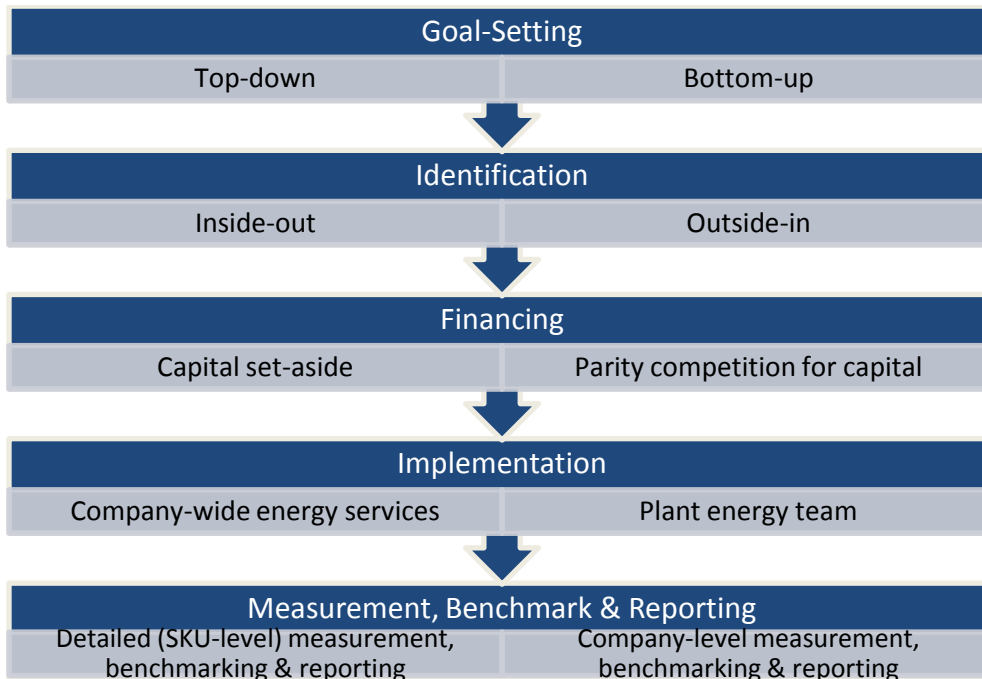 Goal-Setting
Top-down
Bottom-up
Identification
Inside-out
Outside-in
Financing
Capital set-aside
Parity competition for capital
Implementation
Company-wide energy services
Plant energy team
Measurement, Benchmark & Reporting
Detailed (SKU-level) measurement,
benchmarking & reporting
Company-level measurement,
benchmarking & reporting